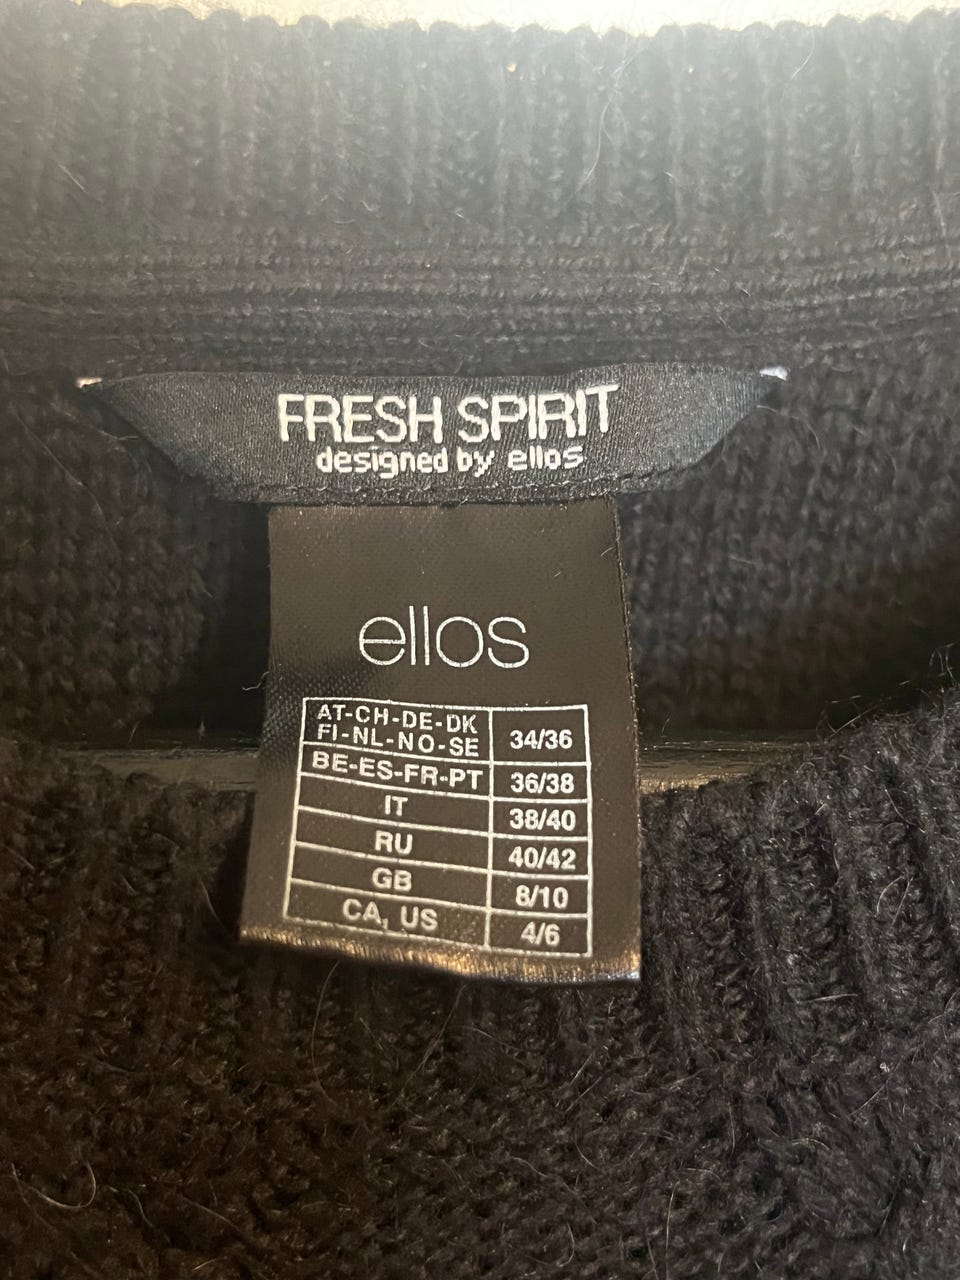 FRESH SPIRIT
designed by ellos
ellos
AT-CH-DE-DK
FI-NL-NO-SE 34/36
BE-ES-FR-PT 36/38
IT 38/40
RU 40/42
GB 8/10
CA, US 4/6